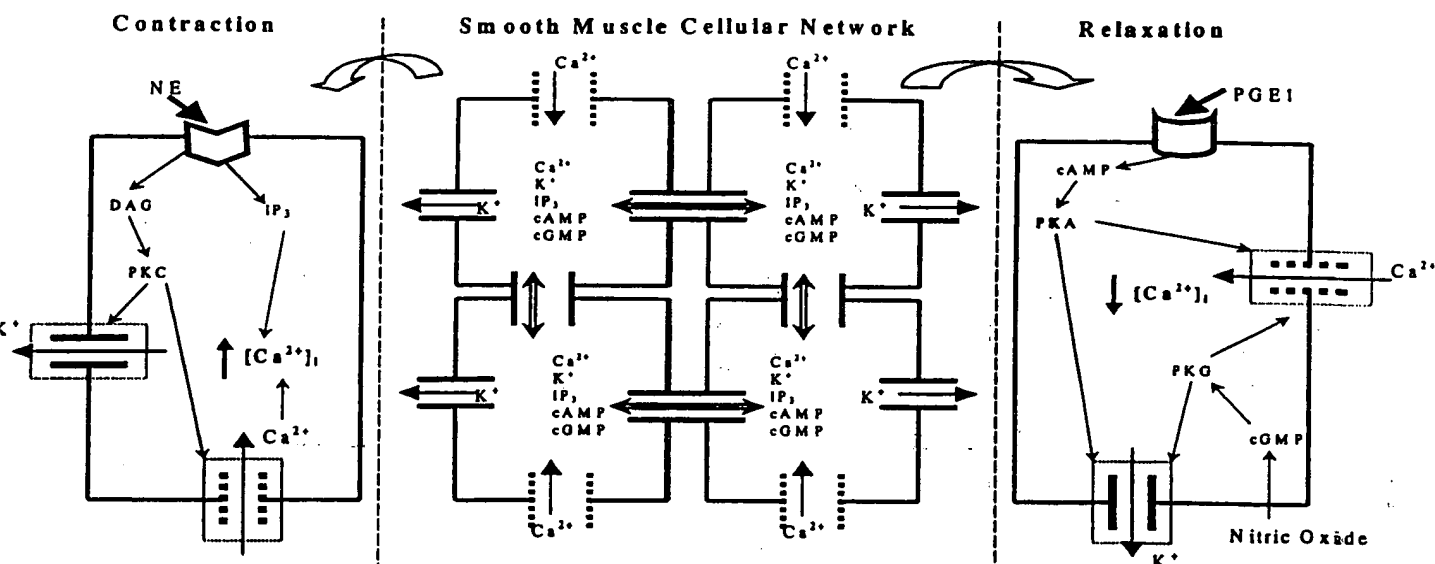 Contraction
Smooth Muscle Cellular Network
Relaxation
NE
DAG
IP₃
PKC
K⁺
[Ca²⁺]ᵢ
Ca²⁺
Ca²⁺
Ca²⁺
K⁺
Ca²⁺
K⁺
IP₃
cAMP
cGMP
Ca²⁺
K⁺
IP₃
cAMP
cGMP
K⁺
K⁺
Ca²⁺
K⁺
IP₃
cAMP
cGMP
Ca²⁺
K⁺
IP₃
cAMP
cGMP
K⁺
Ca²⁺
Ca²⁺
PGE1
cAMP
PKA
Ca²⁺
[Ca²⁺]ᵢ
PKG
cGMP
Nitric Oxide
K⁺